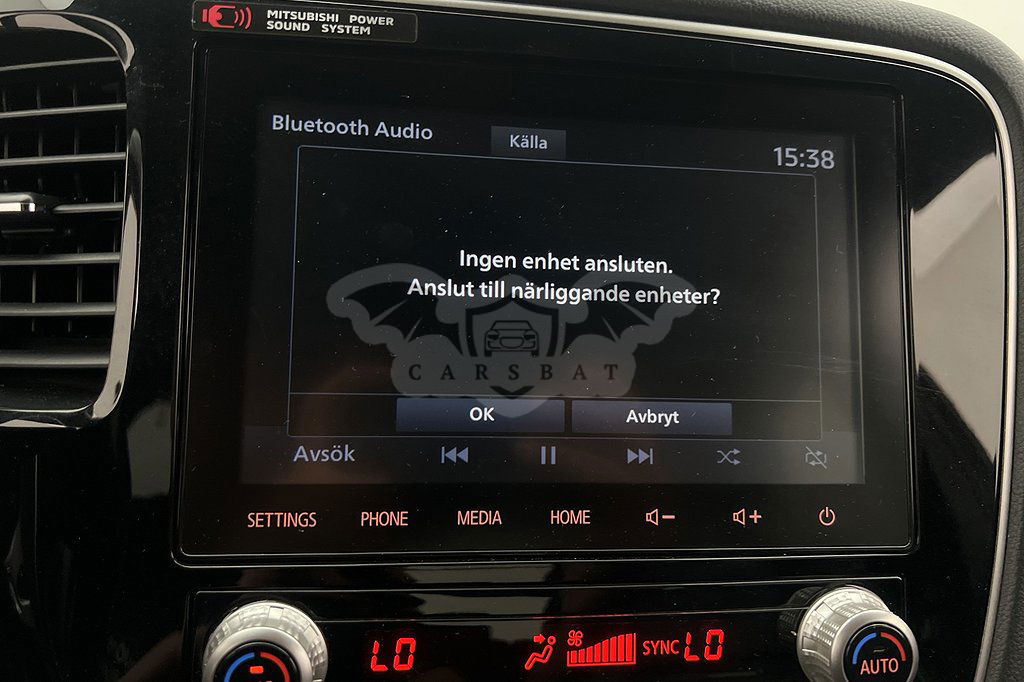 MITSUBISHI POWER
SOUND SYSTEM
Bluetooth Audio
Källa
15:38
Ingen enhet ansluten.
Anslut till närliggande enheter?
CARSBAT
OK
Avbryt
Avsök
SETTINGS
PHONE
MEDIA
HOME
LO
SYNC
LO
AUTO